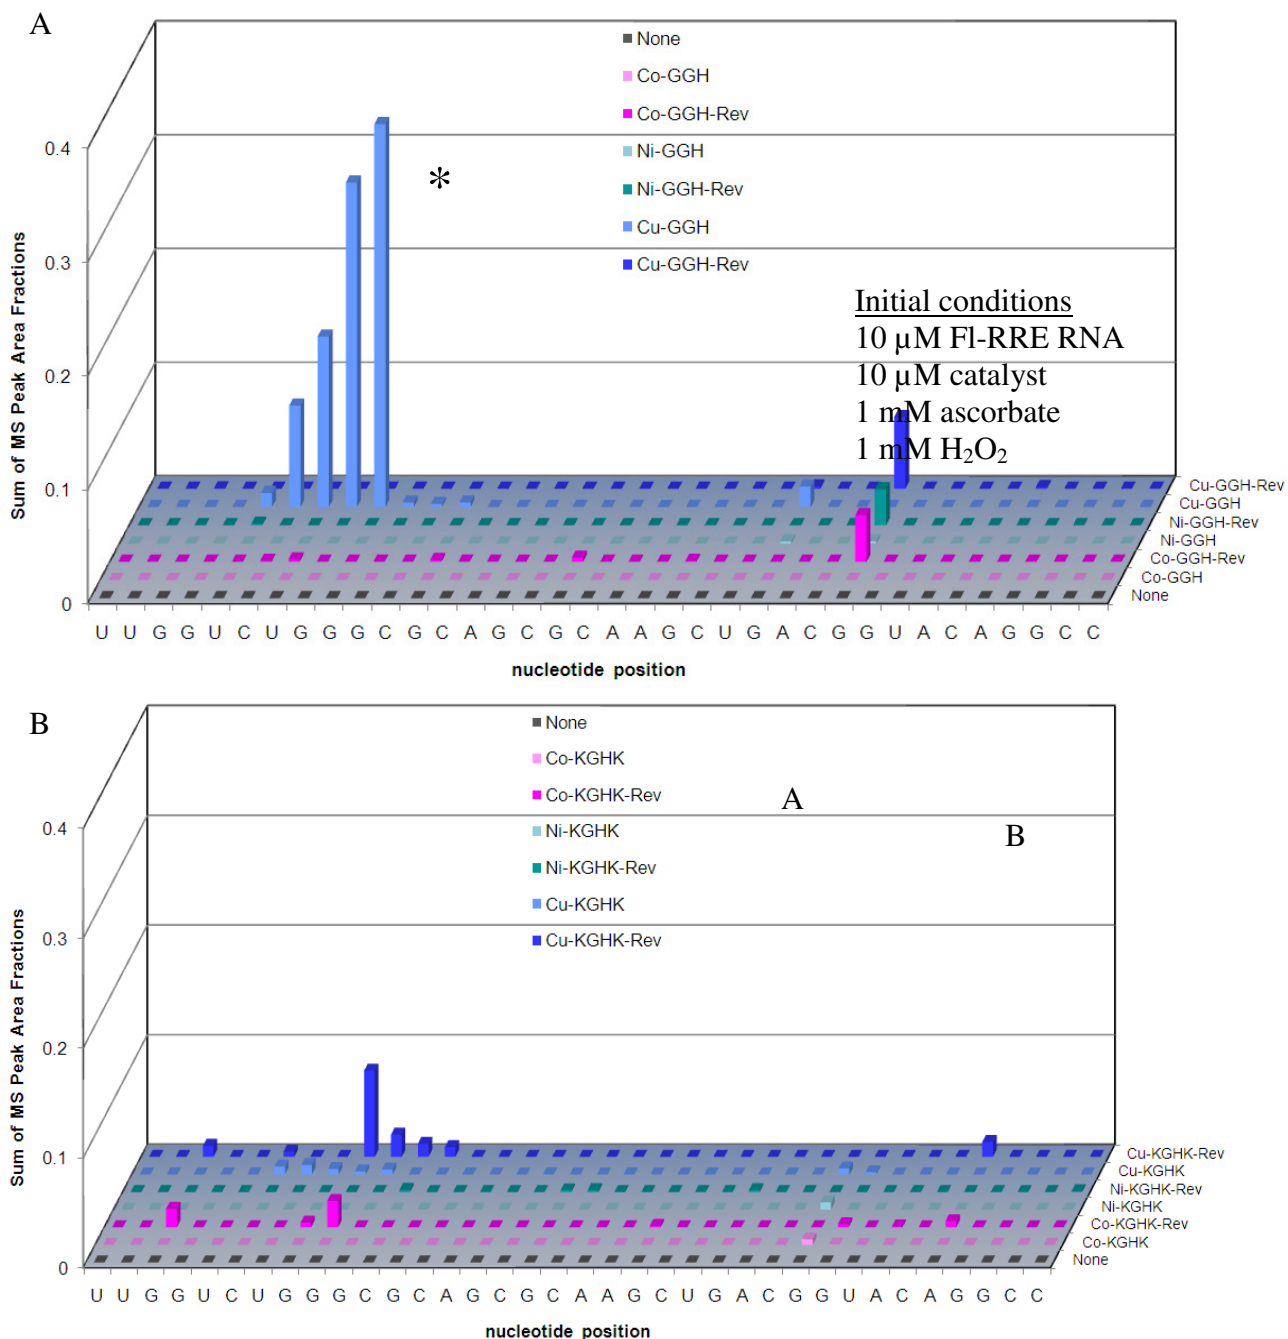 A
None
Co-GGH
Co-GGH-Rev
Ni-GGH
Ni-GGH-Rev
Cu-GGH
Cu-GGH-Rev
*
Initial conditions
10 µM Fl-RRE RNA
10 µM catalyst
1 mM ascorbate
1 mM H₂O₂
Sum of MS Peak Area Fractions
0.4
0.3
0.2
0.1
0
Cu-GGH-Rev
Cu-GGH
Ni-GGH-Rev
Ni-GGH
Co-GGH-Rev
Co-GGH
None
U U G G U C U G G G C G C A G C G C A A G C U G A C G G U A C A G G C C
nucleotide position
B
None
Co-KGHK
Co-KGHK-Rev
Ni-KGHK
Ni-KGHK-Rev
Cu-KGHK
Cu-KGHK-Rev
A
B
Sum of MS Peak Area Fractions
0.4
0.3
0.2
0.1
0
Cu-KGHK-Rev
Cu-KGHK
Ni-KGHK-Rev
Ni-KGHK
Co-KGHK-Rev
Co-KGHK
None
U U G G U C U G G G C G C A G C G C A A G C U G A C G G U A C A G G C C
nucleotide position